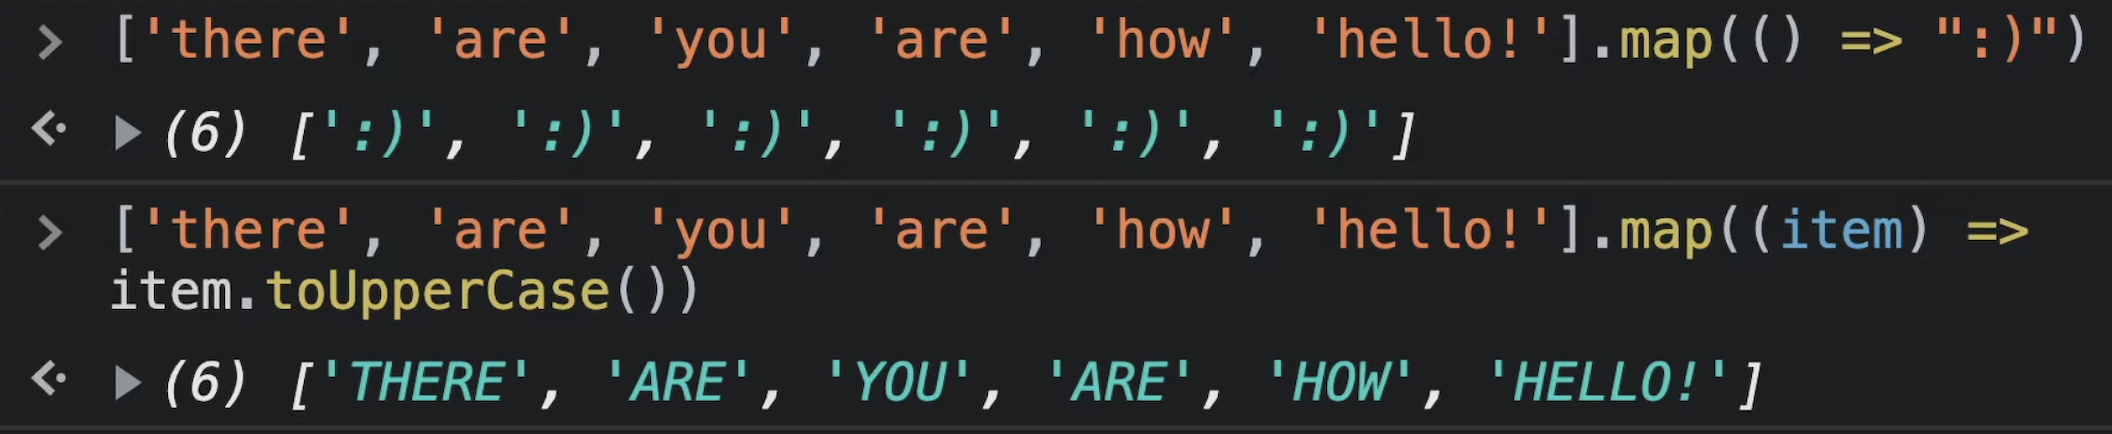 > ['there', 'are', 'you', 'are', 'how', 'hello!'].map(() => ":)")
(6) [':)', ':)', ':)', ':)', ':)', ':)']
> ['there', 'are', 'you', 'are', 'how', 'hello!'].map((item) =>
item.toUpperCase())
(6) ['THERE', 'ARE', 'YOU', 'ARE', 'HOW', 'HELLO!']